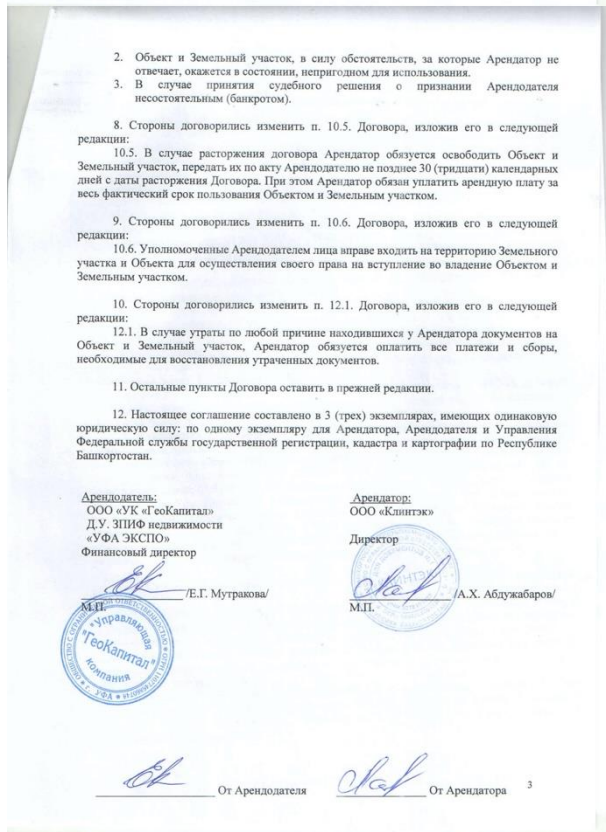 2. Объект и Земельный участок, в силу обстоятельств, за которые Арендатор не
отвечает, окажется в состоянии, непригодном для использования.
3. В случае принятия судебного решения о признании Арендодателя
несостоятельным (банкротом).
8. Стороны договорились изменить п. 10.5. Договора, изложив его в следующей
редакции:
10.5. В случае расторжения договора Арендатор обязуется освободить Объект и
Земельный участок, передать их по акту Арендодателю не позднее 30 (тридцати) календарных
дней с даты расторжения Договора. При этом Арендатор обязан уплатить арендную плату за
весь фактический срок пользования Объектом и Земельным участком.
9. Стороны договорились изменить п. 10.6. Договора, изложив его в следующей
редакции:
10.6. Уполномоченные Арендодателем лица вправе входить на территорию Земельного
участка и Объекта для осуществления своего права на вступление во владение Объектом и
Земельным участком.
10. Стороны договорились изменить п. 12.1. Договора, изложив его в следующей
редакции:
12.1. В случае утраты по любой причине находившихся у Арендатора документов на
Объект и Земельный участок, Арендатор обязуется оплатить все платежи и сборы,
необходимые для восстановления утраченных документов.
11. Остальные пункты Договора оставить в прежней редакции.
12. Настоящее соглашение составлено в 3 (трех) экземплярах, имеющих одинаковую
юридическую силу: по одному экземпляру для Арендатора, Арендодателя и Управления
Федеральной службы государственной регистрации, кадастра и картографии по Республике
Башкортостан.
Арендодатель:
ООО «УК «ГеоКапитал»
Д.У. ЗПИФ недвижимости
«УФА ЭКСПО»
Финансовый директор
/Е.Г. Мутракова/
М.П.
Арендатор:
ООО «Клинтэк»
Директор
/А.Х. Абдужабаров/
М.П.
"Управляющая
"ГеоКапитал"
компания
От Арендодателя
От Арендатора
3